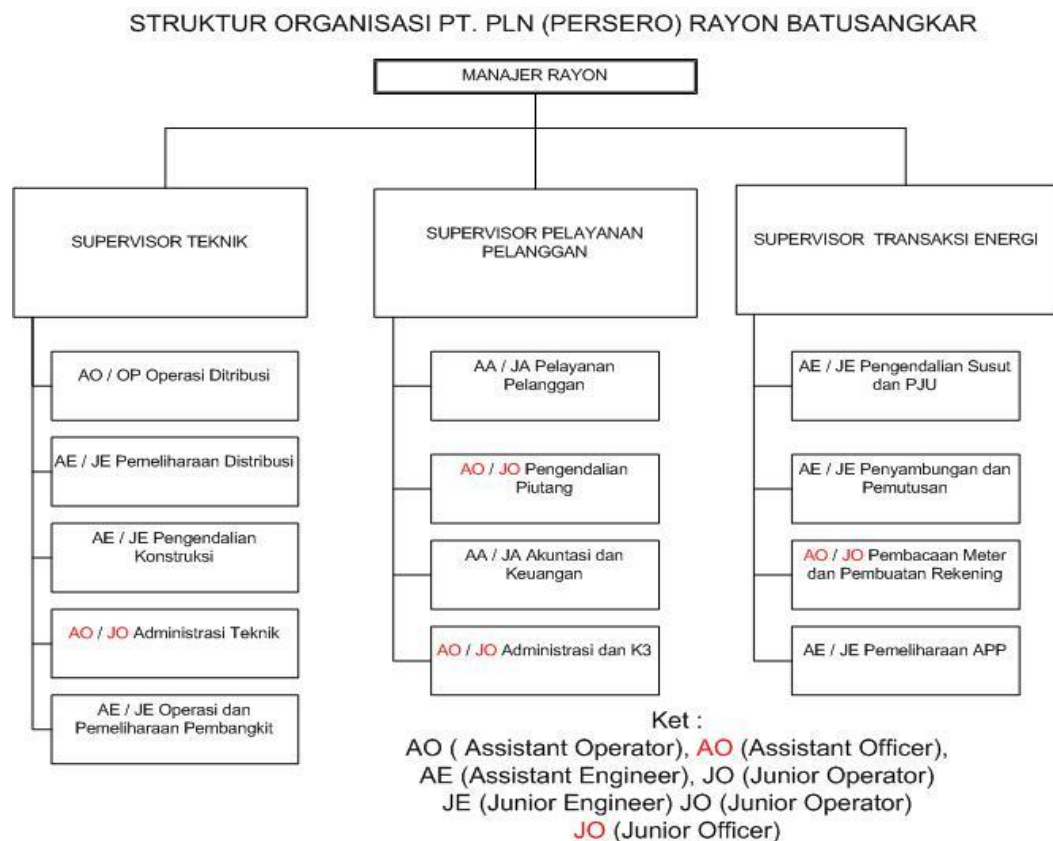 STRUKTUR ORGANISASI PT. PLN (PERSERO) RAYON BATUSANGKAR
MANAJER RAYON
SUPERVISOR TEKNIK
AO / OP Operasi Ditribusi
AE / JE Pemeliharaan Distribusi
AE / JE Pengendalian
Konstruksi
AO / JO Administrasi Teknik
AE / JE Operasi dan
Pemeliharaan Pembangkit
SUPERVISOR PELAYANAN
PELANGGAN
AA / JA Pelayanan
Pelanggan
AO / JO Pengendalian
Piutang
AA / JA Akuntasi dan
Keuangan
AO / JO Administrasi dan K3
SUPERVISOR TRANSAKSI ENERGI
AE / JE Pengendalian Susut
dan PJU
AE / JE Penyambungan dan
Pemutusan
AO / JO Pembacaan Meter
dan Pembuatan Rekening
AE / JE Pemeliharaan APP
Ket :
AO ( Assistant Operator), AO (Assistant Officer),
AE (Assistant Engineer), JO (Junior Operator)
JE (Junior Engineer) JO (Junior Operator)
JO (Junior Officer)